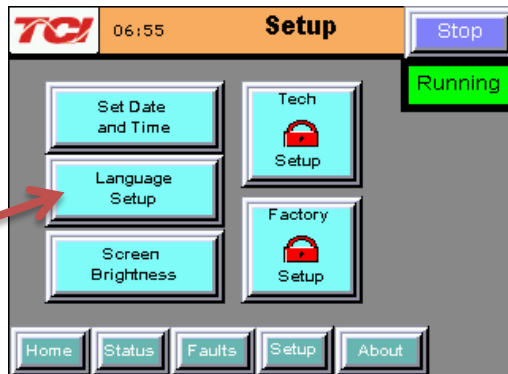 TCI 06:55 Setup Stop
Running
Set Date
and Time
Language
Setup
Screen
Brightness
Tech
Setup
Factory
Setup
Home Status Faults Setup About